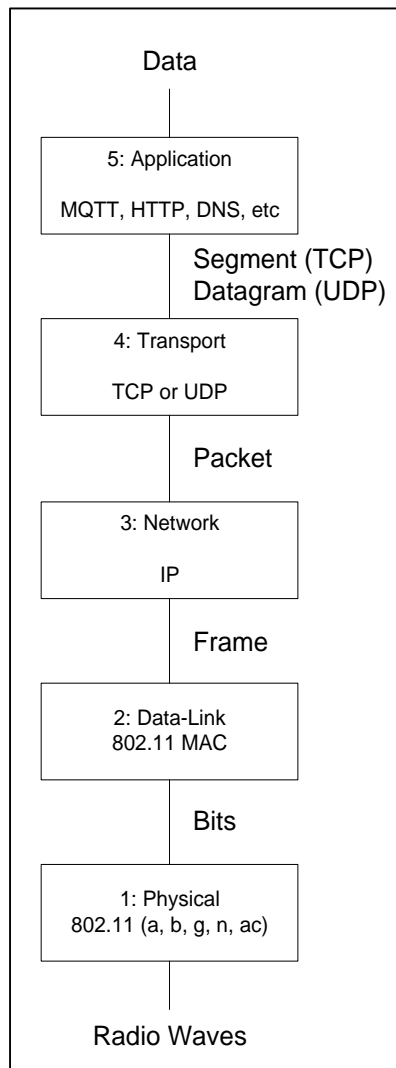 Data
5: Application
MQTT, HTTP, DNS, etc
Segment (TCP)
Datagram (UDP)
4: Transport
TCP or UDP
Packet
3: Network
IP
Frame
2: Data-Link
802.11 MAC
Bits
1: Physical
802.11 (a, b, g, n, ac)
Radio Waves